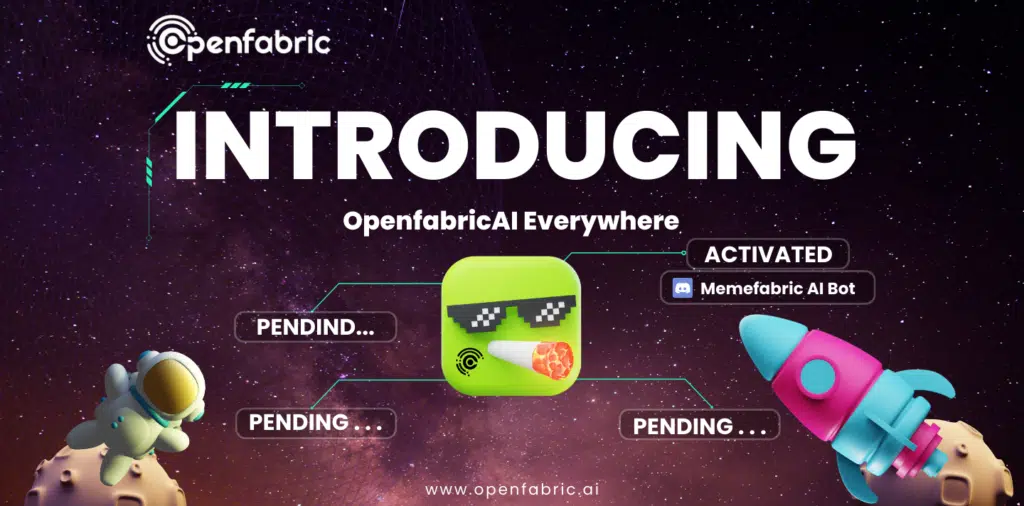 Openfabric
INTRODUCING
OpenfabricAI Everywhere
ACTIVATED
Memefabric AI Bot
PENDIND...
PENDING . . .
PENDING . . .
www.openfabric.ai